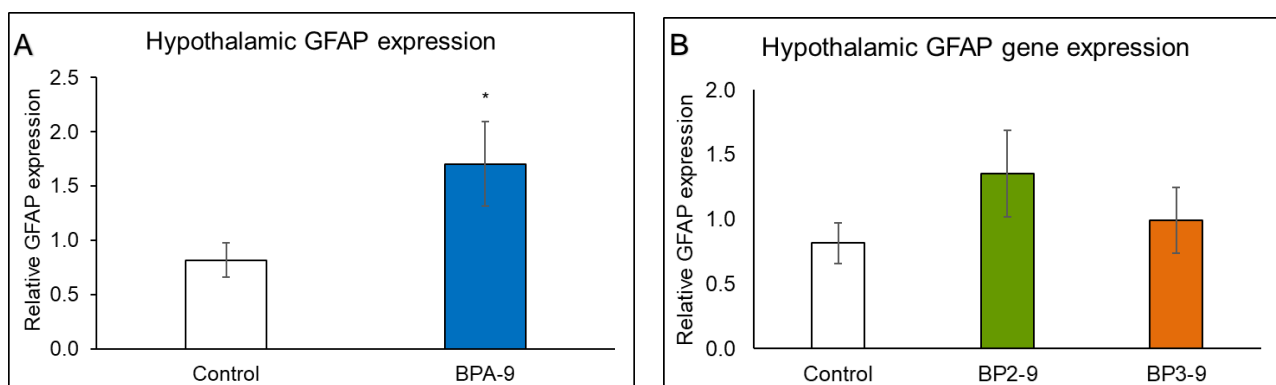 A
Hypothalamic GFAP expression
Relative GFAP expression
2.5
2.0
1.5
1.0
0.5
0.0
*
Control
BPA-9
B
Hypothalamic GFAP gene expression
Relative GFAP expression
2.0
1.5
1.0
0.5
0.0
Control
BP2-9
BP3-9